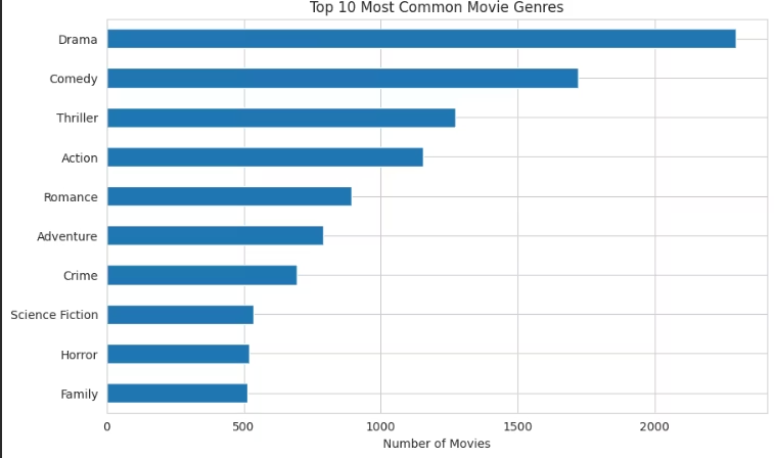 Top 10 Most Common Movie Genres
Drama
Comedy
Thriller
Action
Romance
Adventure
Crime
Science Fiction
Horror
Family
0 500 1000 1500 2000
Number of Movies